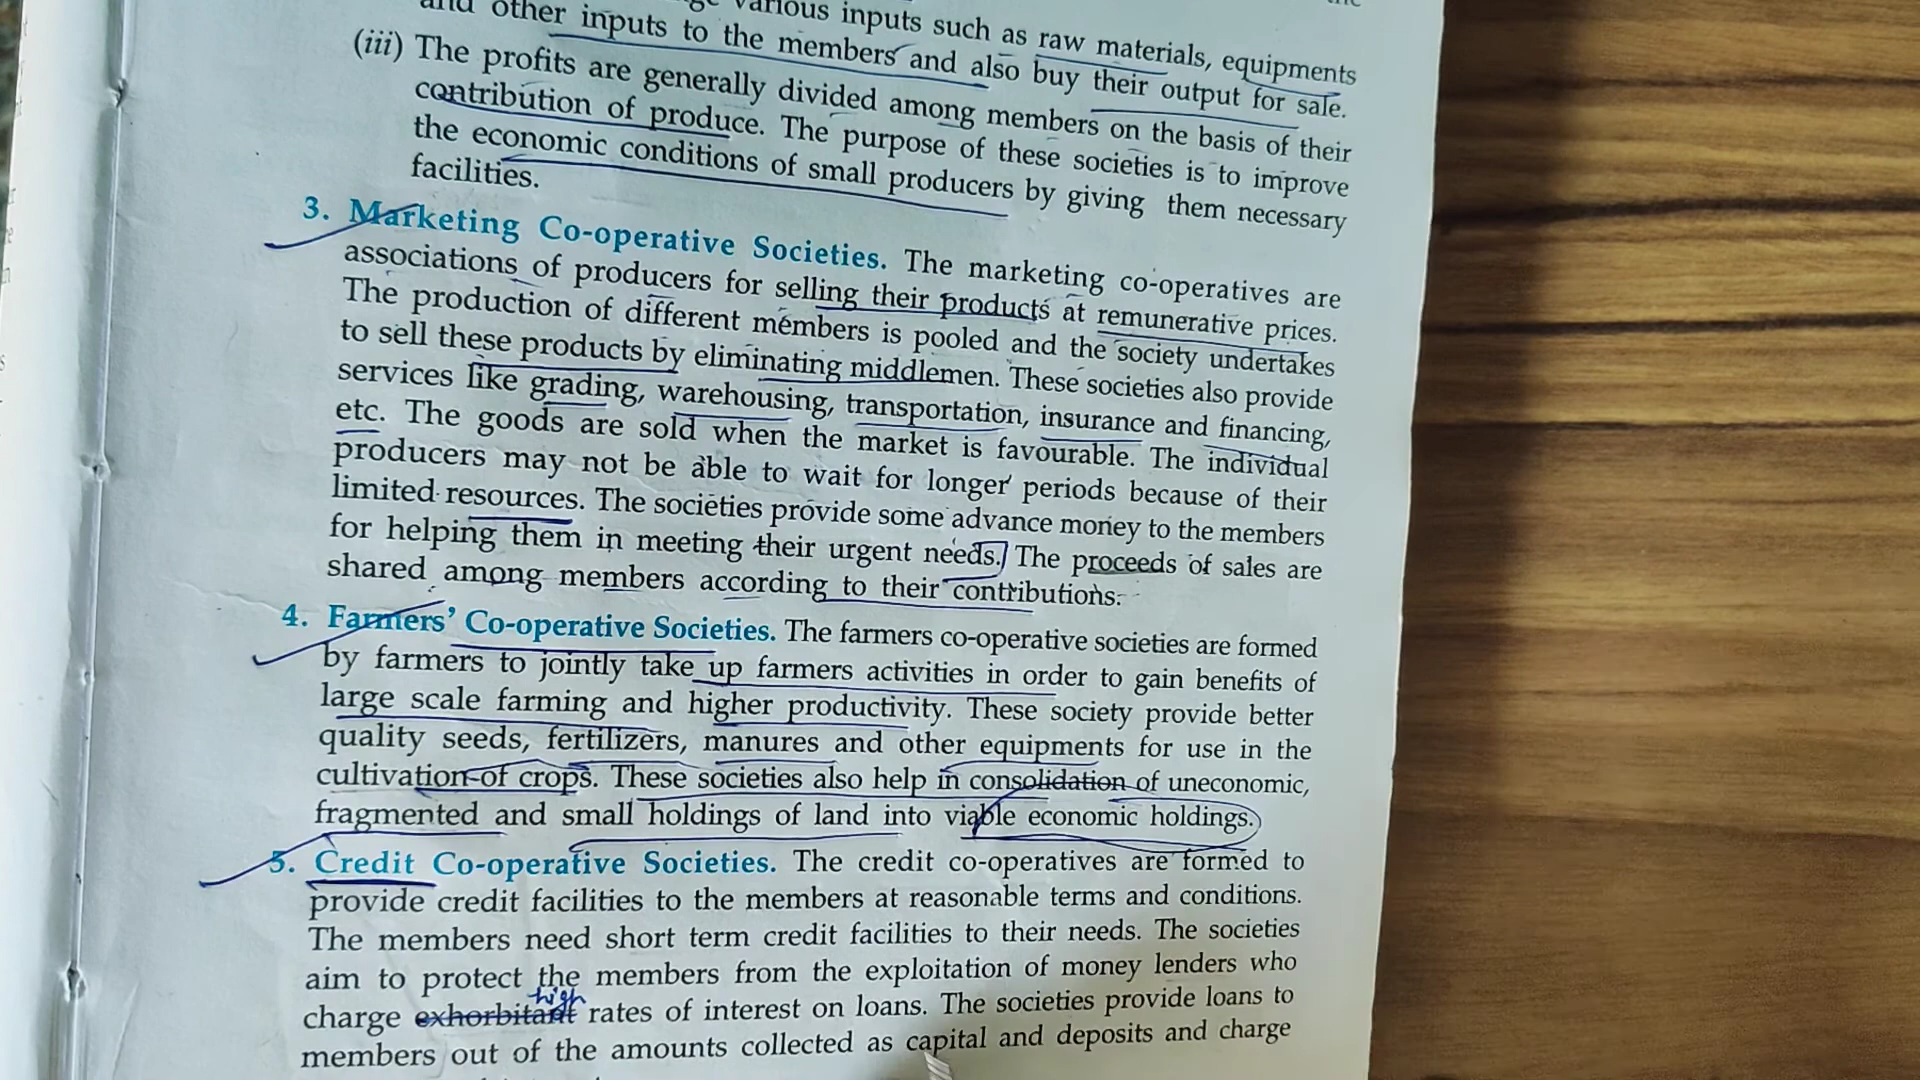 and other inputs to the members and also buy their output for sale.
various inputs such as raw materials, equipments
(iii) The profits are generally divided among members on the basis of their
contribution of produce. The purpose of these societies is to improve
the economic conditions of small producers by giving them necessary
facilities.
3. Marketing Co-operative Societies. The marketing co-operatives are
associations of producers for selling their products at remunerative prices.
The production of different members is pooled and the society undertakes
to sell these products by eliminating middlemen. These societies also provide
services like grading, warehousing, transportation, insurance and financing,
etc. The goods are sold when the market is favourable. The individual
producers may not be able to wait for longer periods because of their
limited resources. The societies provide some advance money to the members
for helping them in meeting their urgent needs. The proceeds of sales are
shared among members according to their contributions.
4. Farmers' Co-operative Societies. The farmers co-operative societies are formed
by farmers to jointly take up farmers activities in order to gain benefits of
large scale farming and higher productivity. These society provide better
quality seeds, fertilizers, manures and other equipments for use in the
cultivation of crops. These societies also help in consolidation of uneconomic,
fragmented and small holdings of land into viable economic holdings.
5. Credit Co-operative Societies. The credit co-operatives are formed to
provide credit facilities to the members at reasonable terms and conditions.
The members need short term credit facilities to their needs. The societies
aim to protect the members from the exploitation of money lenders who
high
charge exhorbitant rates of interest on loans. The societies provide loans to
members out of the amounts collected as capital and deposits and charge